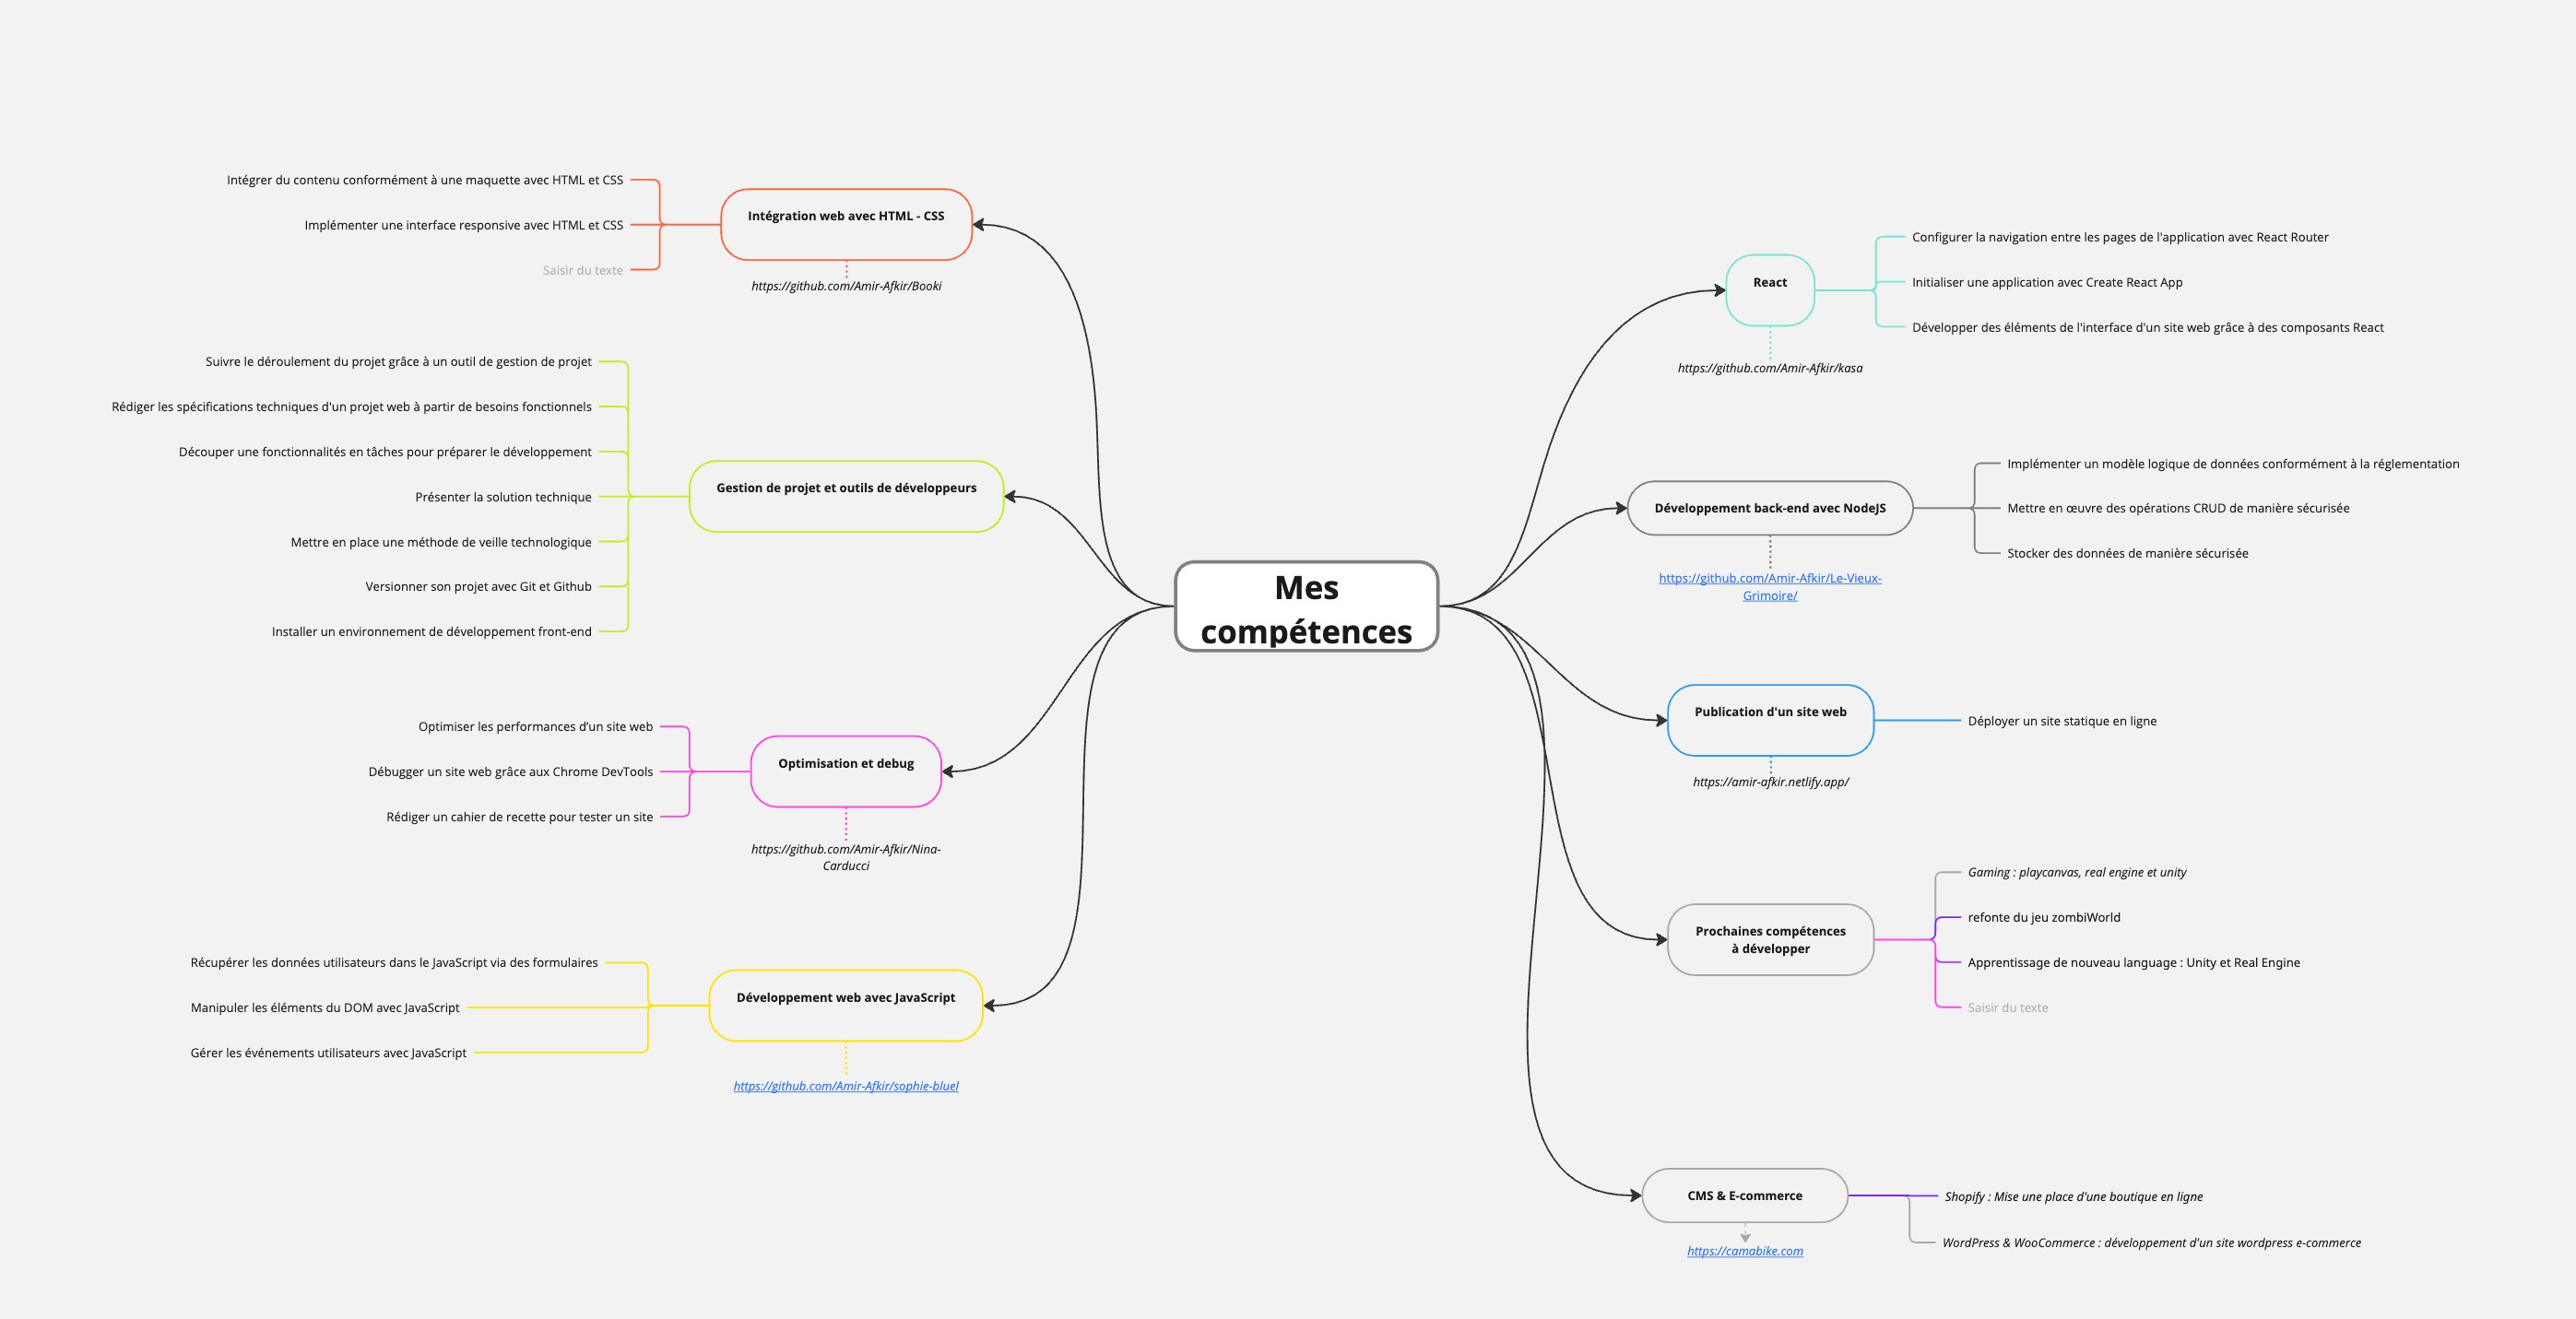 Mes
compétences
Intégration web avec HTML - CSS
https://github.com/Amir-Afkir/Booki
Intégrer du contenu conformément à une maquette avec HTML et CSS
Implémenter une interface responsive avec HTML et CSS
Saisir du texte
Gestion de projet et outils de développeurs
Suivre le déroulement du projet grâce à un outil de gestion de projet
Rédiger les spécifications techniques d'un projet web à partir de besoins fonctionnels
Découper une fonctionnalités en tâches pour préparer le développement
Présenter la solution technique
Mettre en place une méthode de veille technologique
Versionner son projet avec Git et Github
Installer un environnement de développement front-end
Optimisation et debug
https://github.com/Amir-Afkir/Nina-
Carducci
Optimiser les performances d’un site web
Débugger un site web grâce aux Chrome DevTools
Rédiger un cahier de recette pour tester un site
Développement web avec JavaScript
https://github.com/Amir-Afkir/sophie-bluel
Récupérer les données utilisateurs dans le JavaScript via des formulaires
Manipuler les éléments du DOM avec JavaScript
Gérer les événements utilisateurs avec JavaScript
React
https://github.com/Amir-Afkir/kasa
Configurer la navigation entre les pages de l'application avec React Router
Initialiser une application avec Create React App
Développer des éléments de l'interface d'un site web grâce à des composants React
Développement back-end avec NodeJS
https://github.com/Amir-Afkir/Le-Vieux-
Grimoire/
Implémenter un modèle logique de données conformément à la réglementation
Mettre en œuvre des opérations CRUD de manière sécurisée
Stocker des données de manière sécurisée
Publication d'un site web
https://amir-afkir.netlify.app/
Déployer un site statique en ligne
Prochaines compétences
à développer
Gaming : playcanvas, real engine et unity
refonte du jeu zombiWorld
Apprentissage de nouveau language : Unity et Real Engine
Saisir du texte
CMS & E-commerce
https://camabike.com
Shopify : Mise une place d'une boutique en ligne
WordPress & WooCommerce : développement d'un site wordpress e-commerce